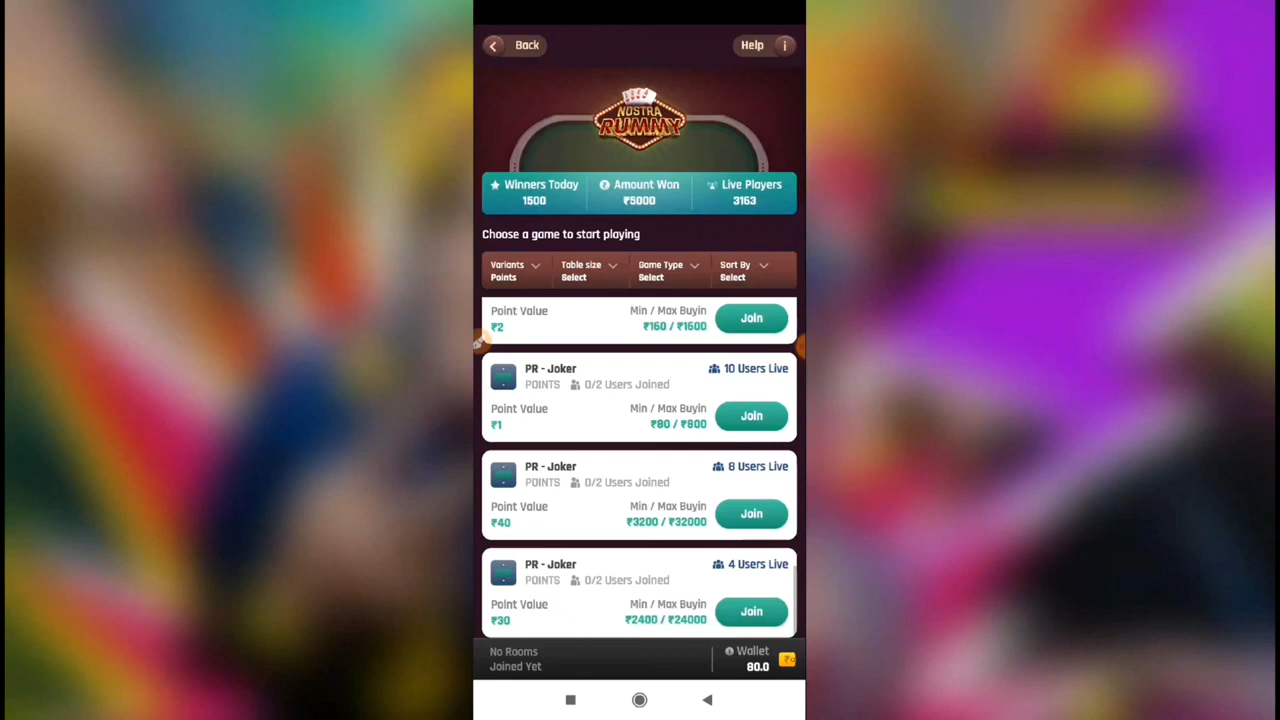 Back
Help i
NOSTRA
RUMMY
Winners Today
1500
Amount Won
₹5000
Live Players
3163
Choose a game to start playing
Variants
Points
Table size
Select
Game Type
Select
Sort By
Select
Point Value
₹2
Min / Max Buyin
₹160 / ₹1600
Join
PR - Joker
POINTS 0/2 Users Joined
10 Users Live
Point Value
₹1
Min / Max Buyin
₹80 / ₹800
Join
PR - Joker
POINTS 0/2 Users Joined
8 Users Live
Point Value
₹40
Min / Max Buyin
₹3200 / ₹32000
Join
PR - Joker
POINTS 0/2 Users Joined
4 Users Live
Point Value
₹30
Min / Max Buyin
₹2400 / ₹24000
Join
No Rooms
Joined Yet
Wallet
80.0